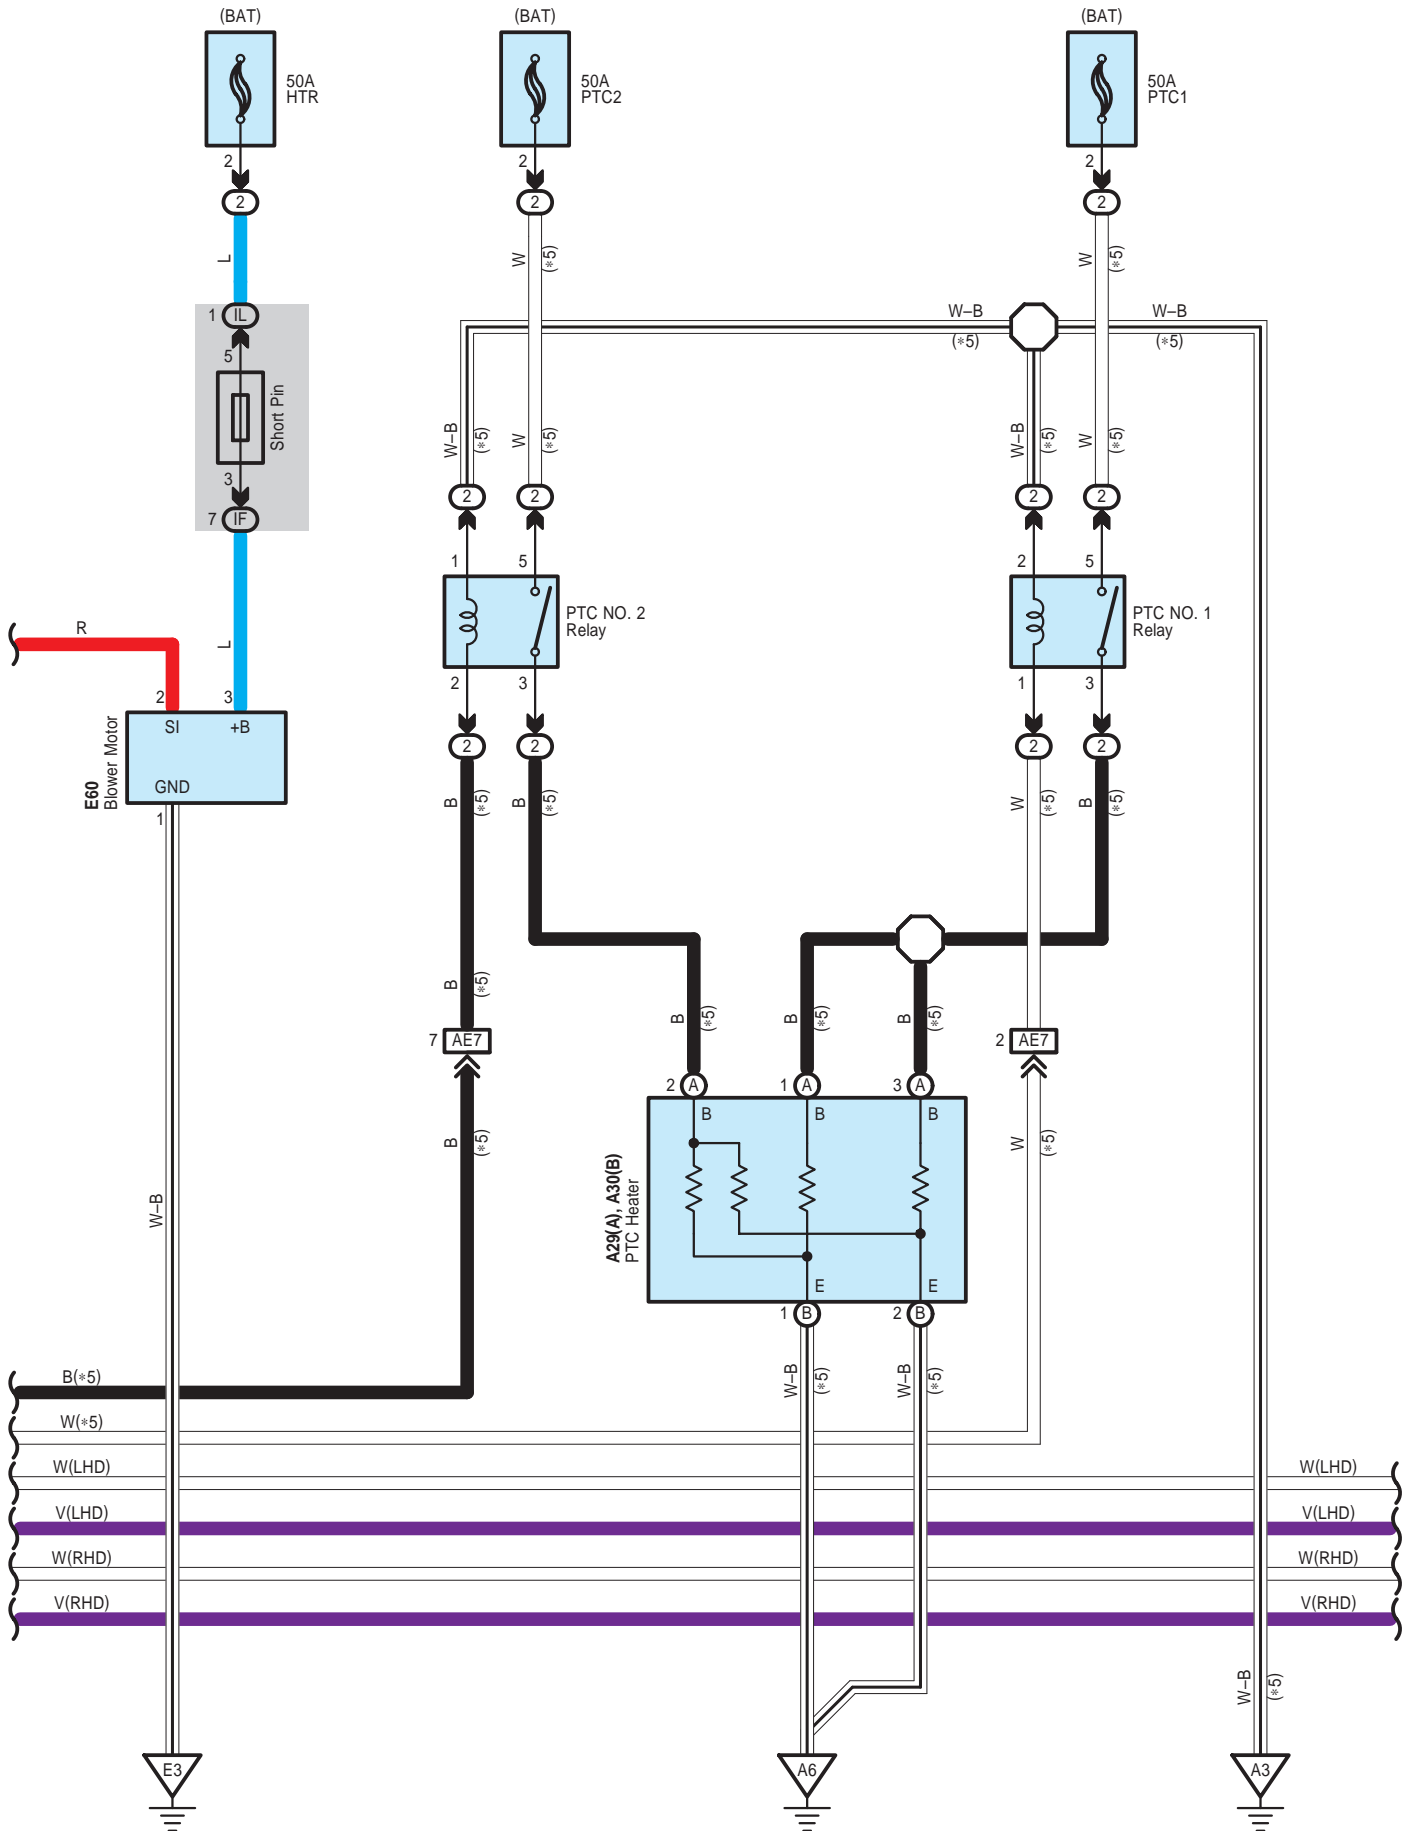 (BAT)
(BAT)
(BAT)
50A
HTR
50A
PTC2
50A
PTC1
2
2
2
2
2
2
L
W
(∗5)
W
(∗5)
1
IL
W–B
(∗5)
W–B
(∗5)
5
Short Pin
W–B
(∗5)
W
(∗5)
W–B
(∗5)
W
(∗5)
3
7
IF
2
2
2
2
1
5
2
5
PTC NO. 2
Relay
PTC NO. 1
Relay
R
L
2
3
2
3
1
3
SI
+B
GND
E60
Blower Motor
1
2
2
2
2
B
(∗5)
B
(∗5)
W
(∗5)
B
(∗5)
B
(∗5)
B
(∗5)
B
(∗5)
B
(∗5)
7
AE7
2
AE7
2
A
1
A
3
A
B
B
B
B
(∗5)
W
(∗5)
A29(A), A30(B)
PTC Heater
W–B
E
E
1
B
2
B
W–B
(∗5)
W–B
(∗5)
B(∗5)
W(∗5)
W(LHD)
W(LHD)
V(LHD)
V(LHD)
W(RHD)
W(RHD)
V(RHD)
V(RHD)
W–B
(∗5)
E3
A6
A3